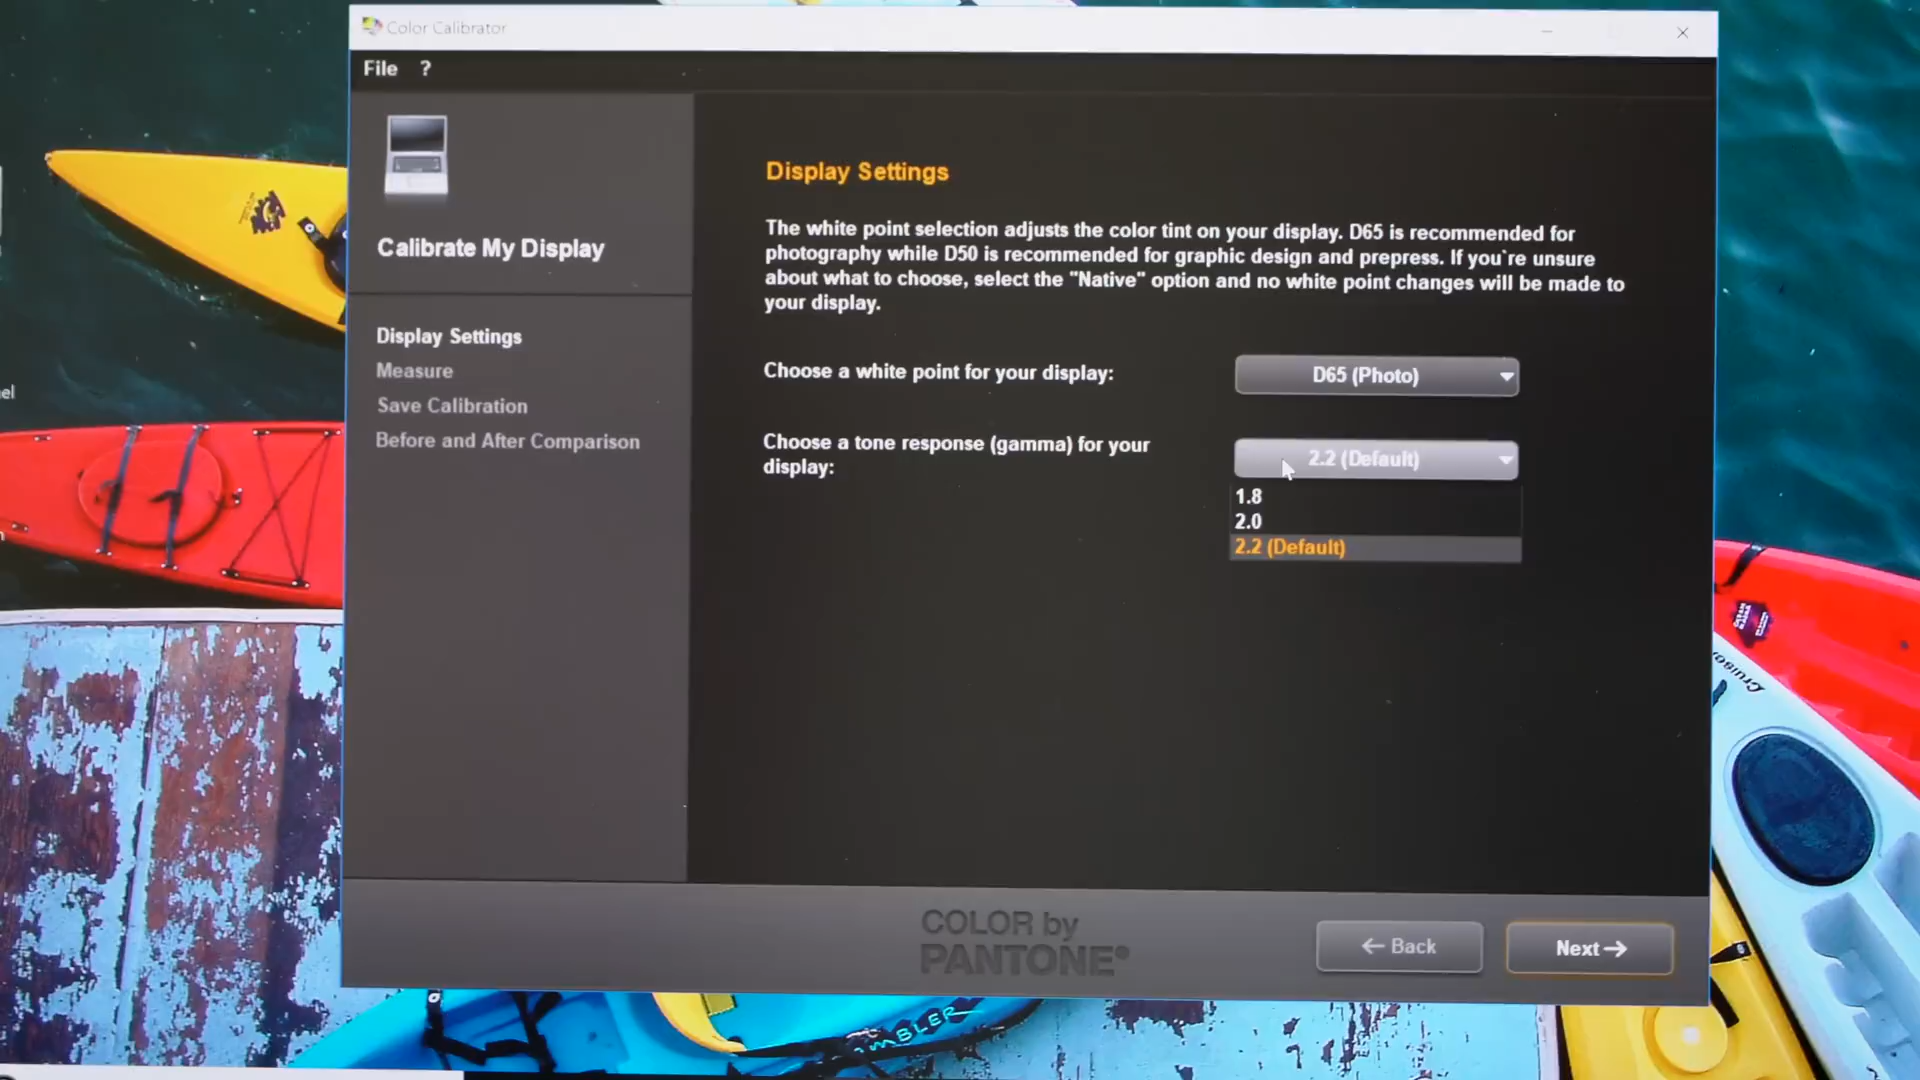 Color Calibrator
File ?
Calibrate My Display
Display Settings
Measure
Save Calibration
Before and After Comparison
Display Settings
The white point selection adjusts the color tint on your display. D65 is recommended for
photography while D50 is recommended for graphic design and prepress. If you`re unsure
about what to choose, select the "Native" option and no white point changes will be made to
your display.
Choose a white point for your display:
D65 (Photo)
Choose a tone response (gamma) for your
display:
2.2 (Default)
1.8
2.0
2.2 (Default)
COLOR by
PANTONE®
← Back
Next →